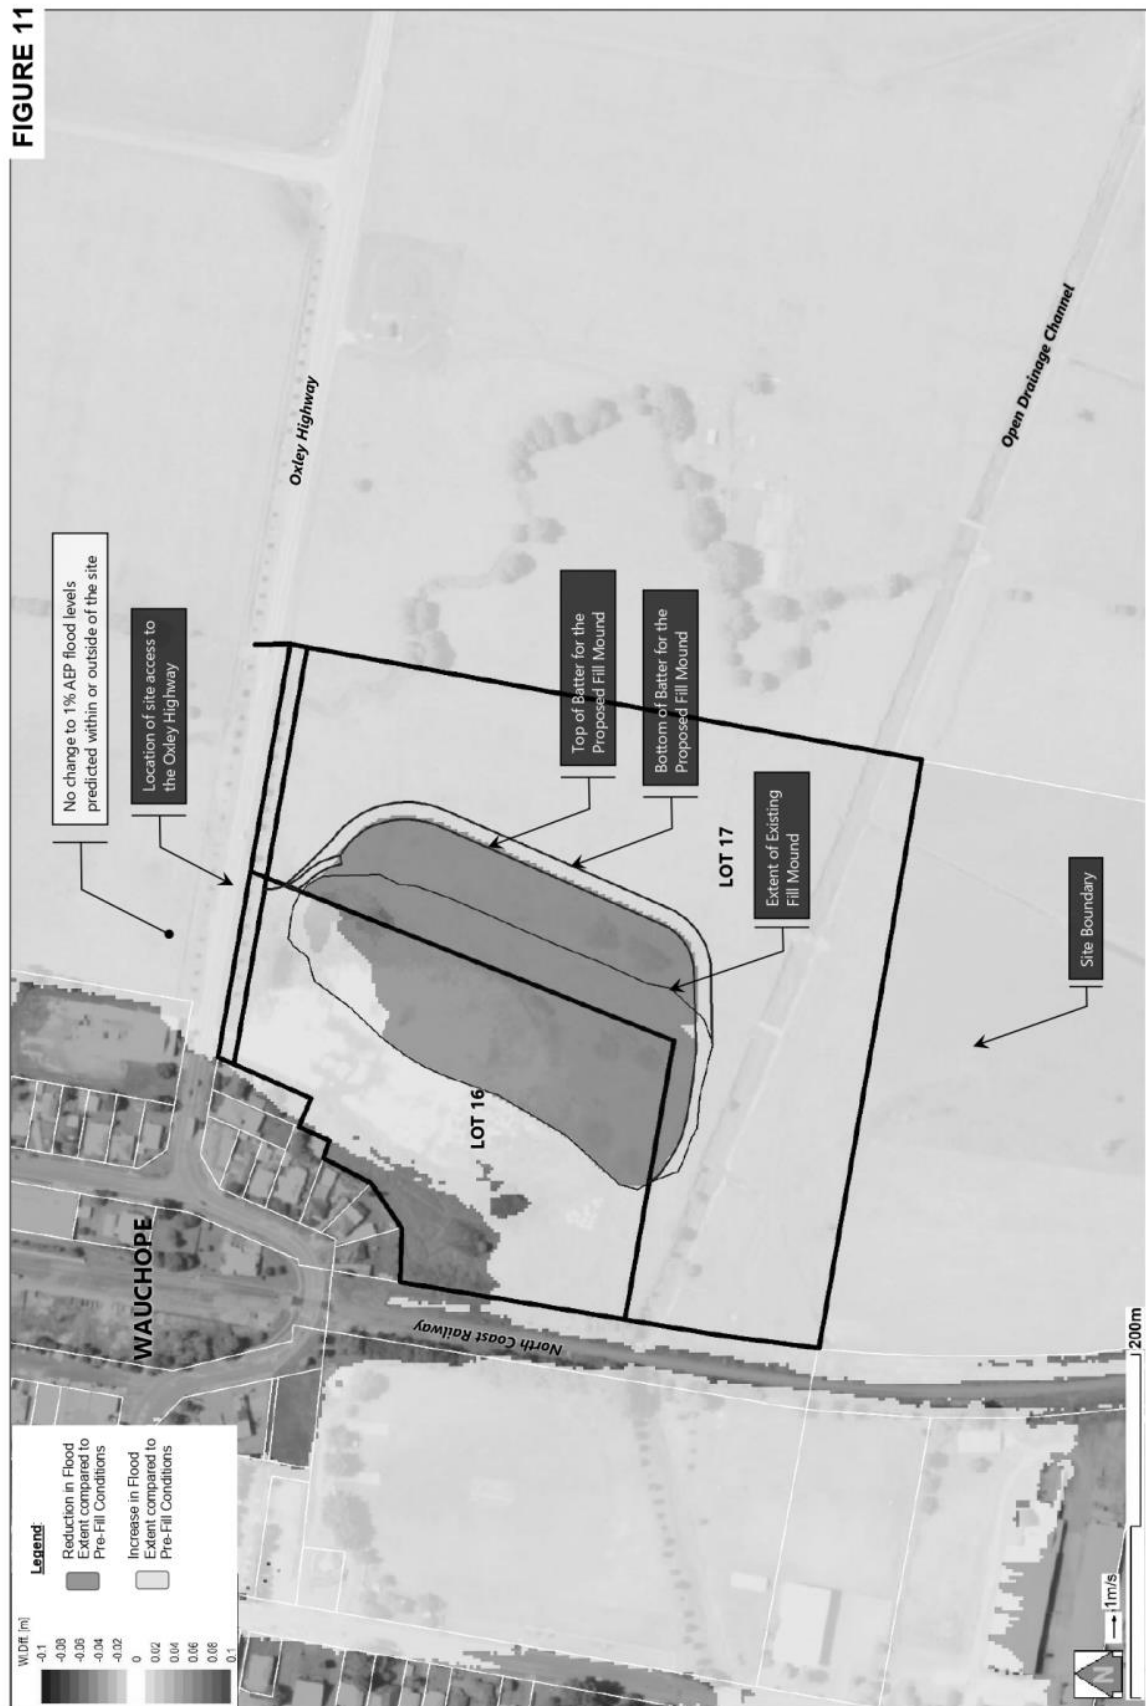 FIGURE 11
No change to 1% AEP flood levels
predicted within or outside of the site
Location of site access to
the Oxley Highway
Oxley Highway
WAUCHOPE
Top of Batter for the
Proposed Fill Mound
Bottom of Batter for the
Proposed Fill Mound
LOT 16
LOT 17
Extent of Existing
Fill Mound
North Coast Railway
Open Drainage Channel
Site Boundary
WLDiff. [m]
-0.1
-0.08
-0.06
-0.04
-0.02
0
0.02
0.04
0.06
0.08
0.1
Legend:
Reduction in Flood
Extent compared to
Pre-Fill Conditions
Increase in Flood
Extent compared to
Pre-Fill Conditions
N
1m/s
200m